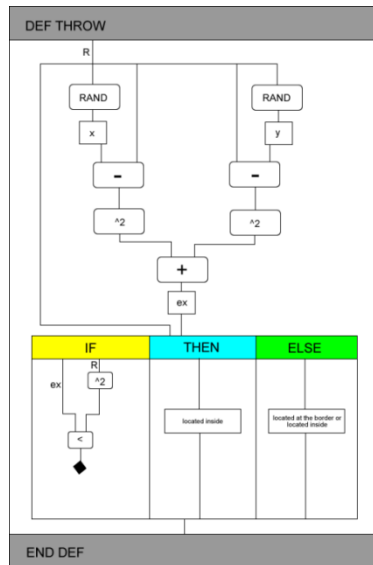 DEF THROW
R
RAND
RAND
x
y
-
-
^2
^2
+
ex
IF
THEN
ELSE
R
ex
^2
located inside
located at the border or
located inside
<
END DEF